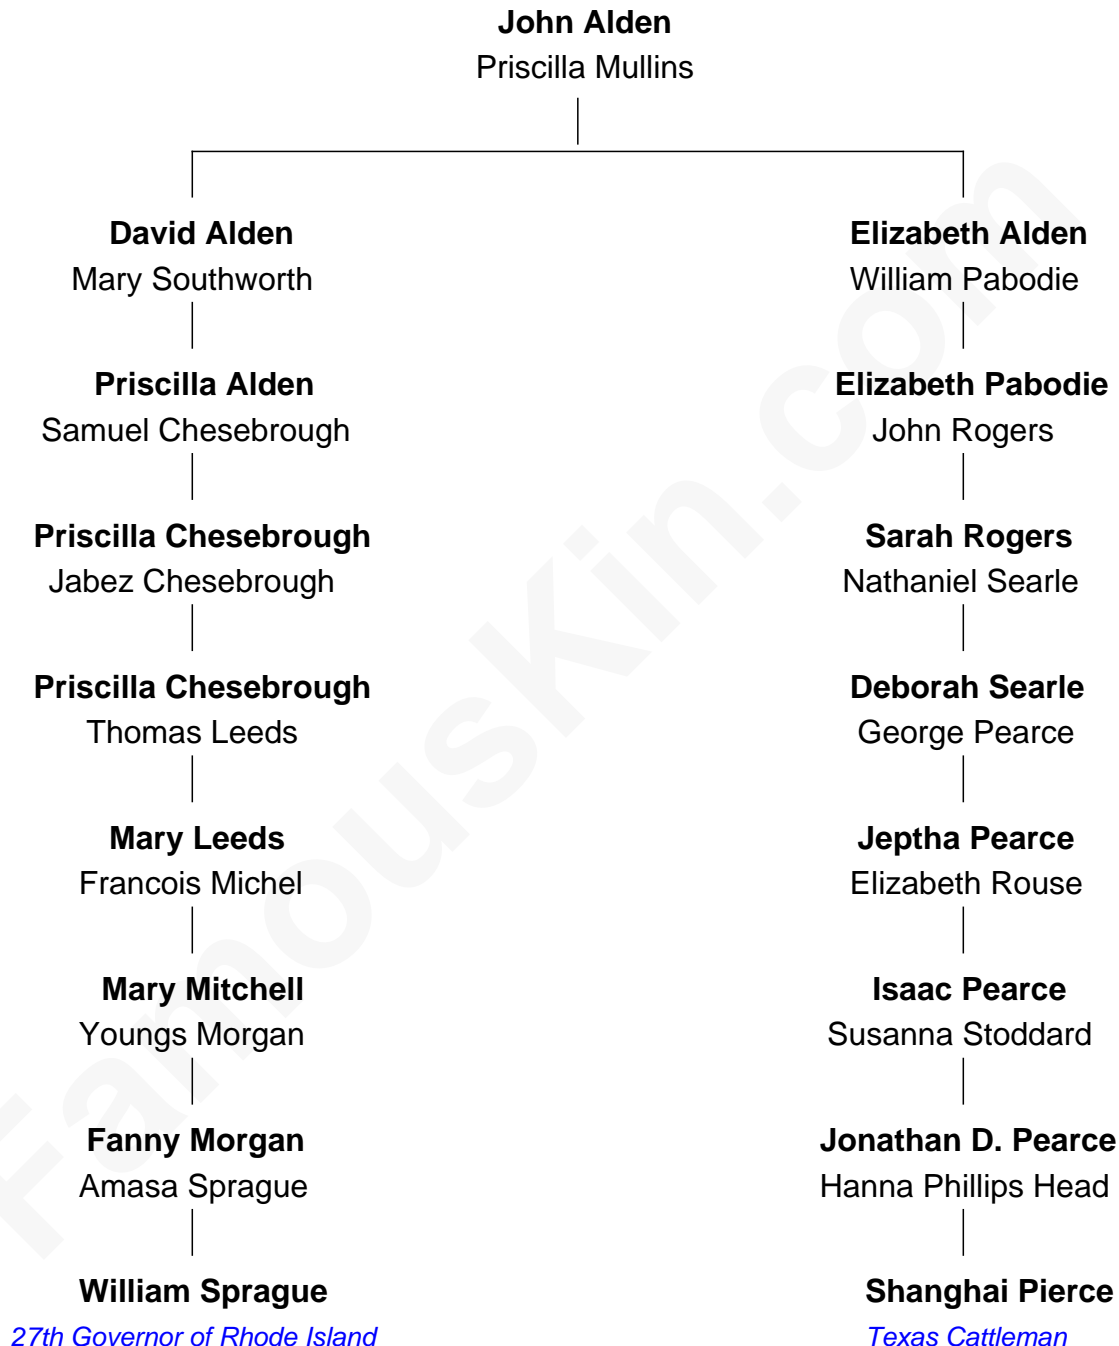 John Alden
Priscilla Mullins
David Alden
Mary Southworth
Priscilla Alden
Samuel Chesebrough
Priscilla Chesebrough
Jabez Chesebrough
Priscilla Chesebrough
Thomas Leeds
Mary Leeds
Francois Michel
Mary Mitchell
Youngs Morgan
Fanny Morgan
Amasa Sprague
William Sprague
27th Governor of Rhode Island
Elizabeth Alden
William Pabodie
Elizabeth Pabodie
John Rogers
Sarah Rogers
Nathaniel Searle
Deborah Searle
George Pearce
Jeptha Pearce
Elizabeth Rouse
Isaac Pearce
Susanna Stoddard
Jonathan D. Pearce
Hanna Phillips Head
Shanghai Pierce
Texas Cattleman
FamousKin.com